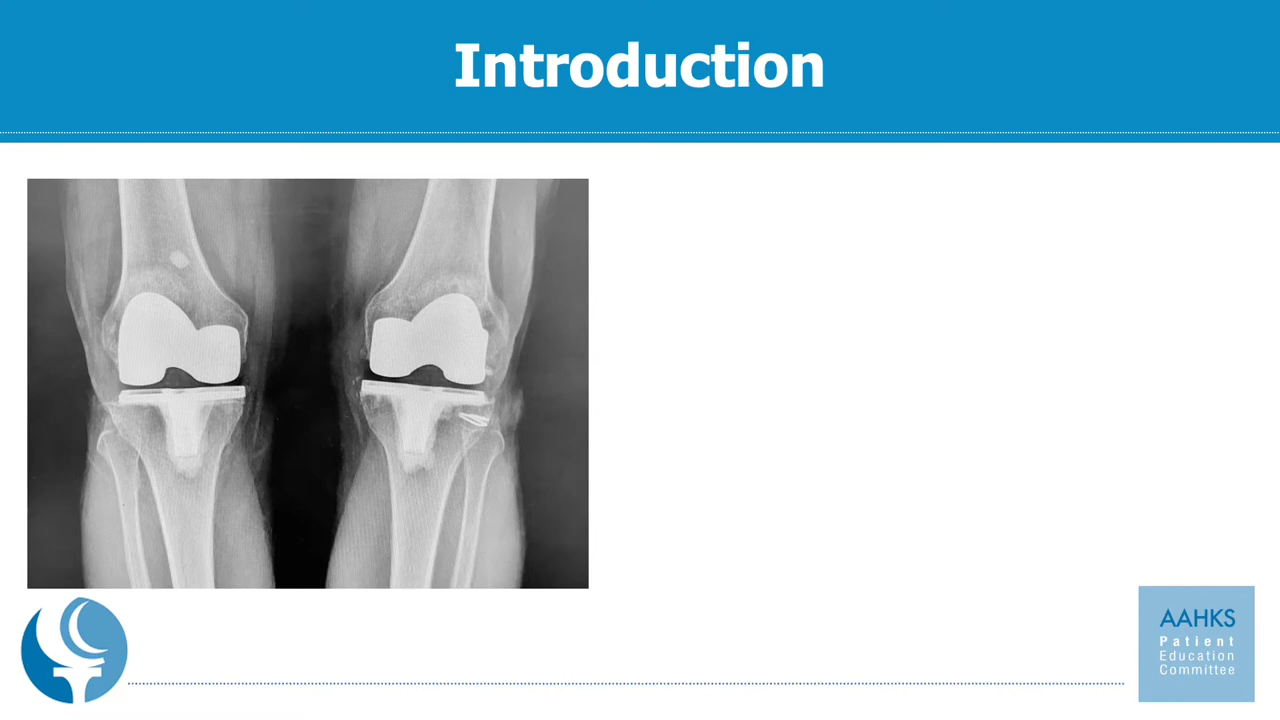 Introduction
AAHKS
Patient
Education
Committee